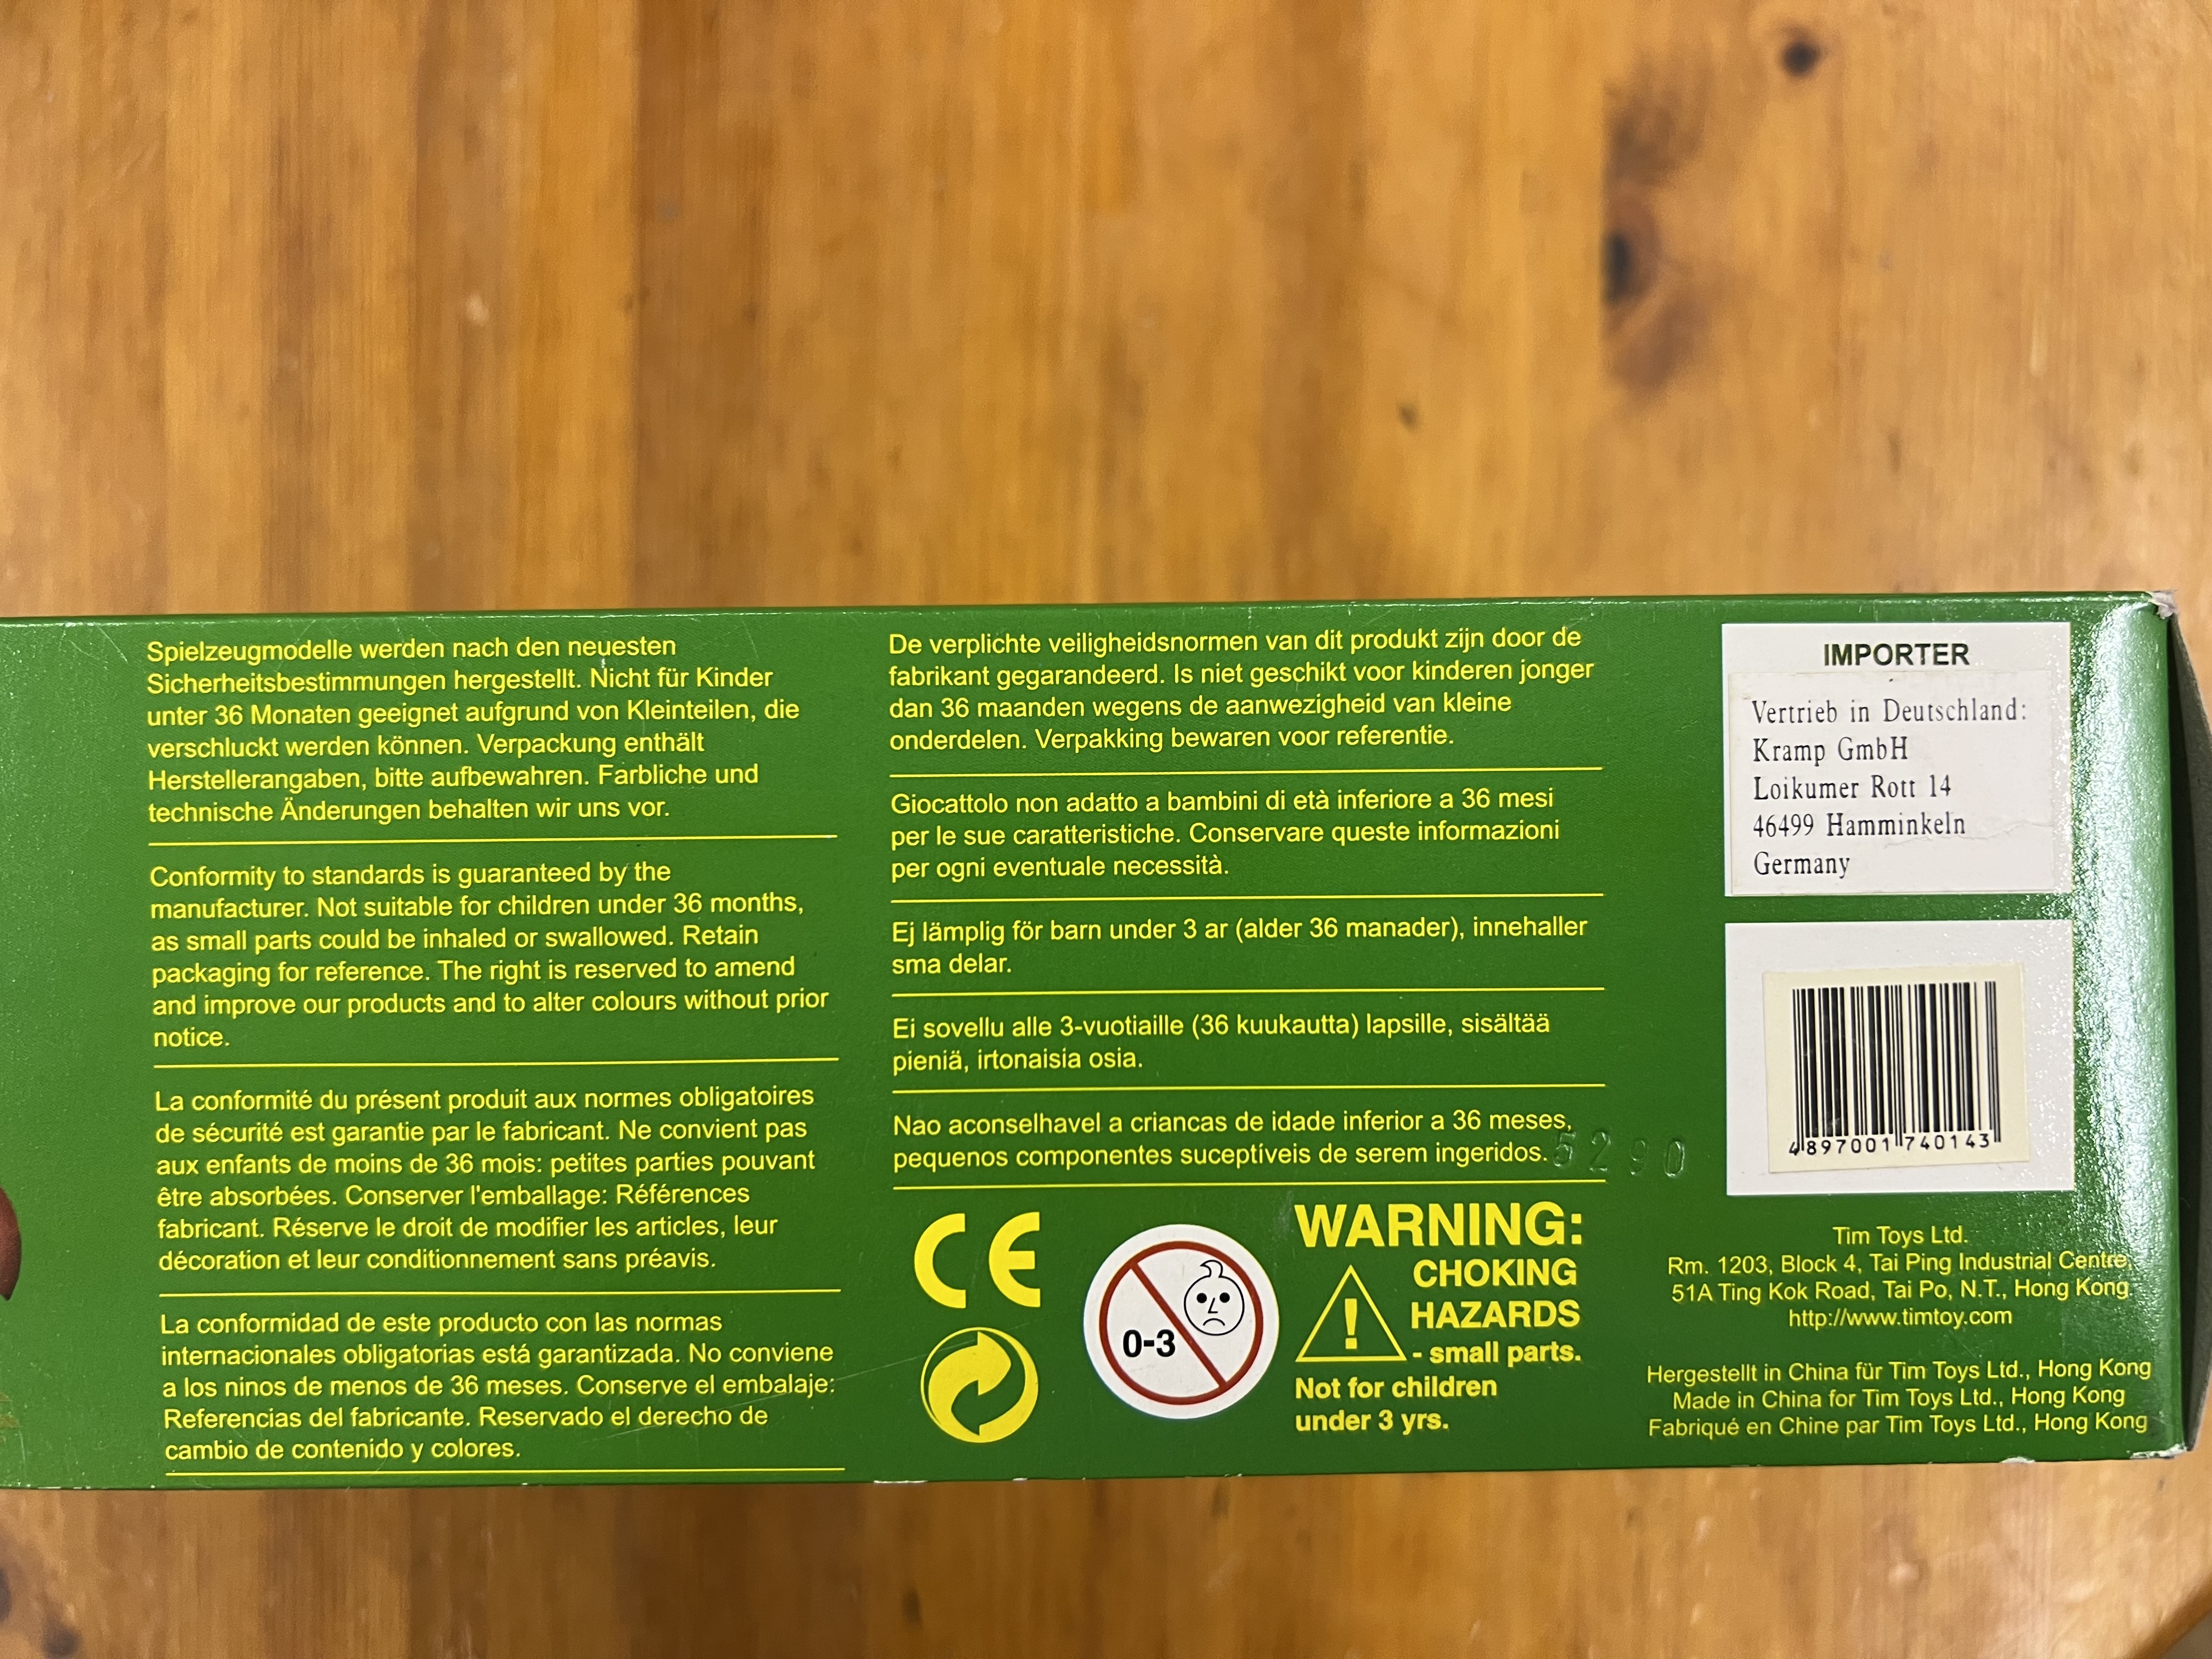 Spielzeugmodelle werden nach den neuesten
Sicherheitsbestimmungen hergestellt. Nicht für Kinder
unter 36 Monaten geeignet aufgrund von Kleinteilen, die
verschluckt werden können. Verpackung enthält
Herstellerangaben, bitte aufbewahren. Farbliche und
technische Änderungen behalten wir uns vor.
Conformity to standards is guaranteed by the
manufacturer. Not suitable for children under 36 months,
as small parts could be inhaled or swallowed. Retain
packaging for reference. The right is reserved to amend
and improve our products and to alter colours without prior
notice.
La conformité du présent produit aux normes obligatoires
de sécurité est garantie par le fabricant. Ne convient pas
aux enfants de moins de 36 mois: petites parties pouvant
être absorbées. Conserver l'emballage: Références
fabricant. Réserve le droit de modifier les articles, leur
décoration et leur conditionnement sans préavis.
La conformidad de este producto con las normas
internacionales obligatorias está garantizada. No conviene
a los ninos de menos de 36 meses. Conserve el embalaje:
Referencias del fabricante. Reservado el derecho de
cambio de contenido y colores.
De verplichte veiligheidsnormen van dit produkt zijn door de
fabrikant gegarandeerd. Is niet geschikt voor kinderen jonger
dan 36 maanden wegens de aanwezigheid van kleine
onderdelen. Verpakking bewaren voor referentie.
Giocattolo non adatto a bambini di età inferiore a 36 mesi
per le sue caratteristiche. Conservare queste informazioni
per ogni eventuale necessità.
Ej lämplig för barn under 3 ar (alder 36 manader), innehaller
sma delar.
Ei sovellu alle 3-vuotiaille (36 kuukautta) lapsille, sisältää
pieniä, irtonaisia osia.
Nao aconselhavel a criancas de idade inferior a 36 meses,
pequenos componentes suceptíveis de serem ingeridos.
5290
CE
0-3
WARNING:
CHOKING
HAZARDS
- small parts.
Not for children
under 3 yrs.
IMPORTER
Vertrieb in Deutschland:
Kramp GmbH
Loikumer Rott 14
46499 Hamminkeln
Germany
4897001740143
Tim Toys Ltd.
Rm. 1203, Block 4, Tai Ping Industrial Centre,
51A Ting Kok Road, Tai Po, N.T., Hong Kong.
http://www.timtoy.com
Hergestellt in China für Tim Toys Ltd., Hong Kong
Made in China for Tim Toys Ltd., Hong Kong
Fabriqué en Chine par Tim Toys Ltd., Hong Kong